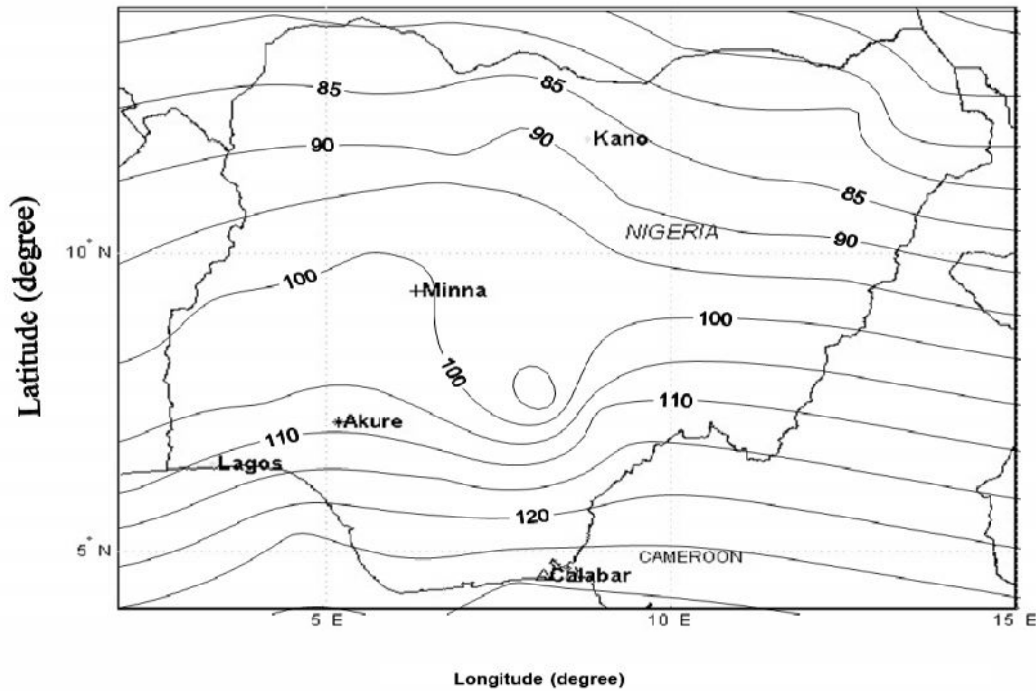 85
85
90
90
Kano
85
NIGERIA
90
10° N
100
Minna
100
100
110
Akure
110
Lagos
120
5° N
CAMEROON
Calabar
5 E
10 E
15 E
Latitude (degree)
Longitude (degree)